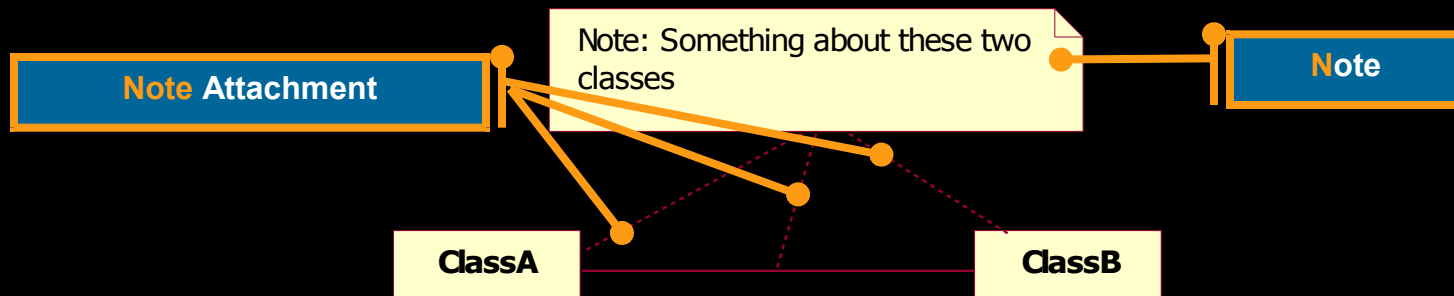 Note Attachment
Note: Something about these two
classes
Note
ClassA
ClassB